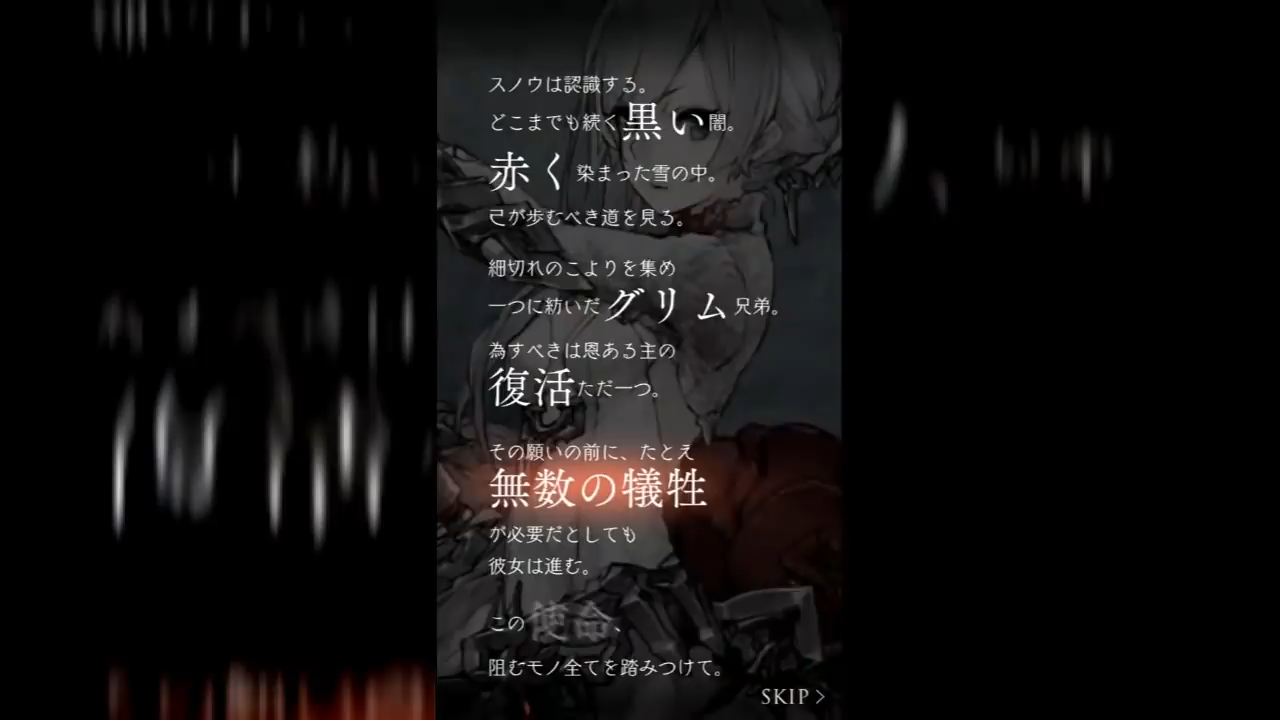 スノウは認識する。
どこまでも続く黒い闇。
赤く染まった雪の中。
己が歩むべき道を見る。
細切れのこよりを集め
一つに紡いだグリム兄弟。
為すべきは恩ある主の
復活ただ一つ。
その願いの前に、たとえ
無数の犠牲
が必要だとしても
彼女は進む。
この使命、
阻むモノ全てを踏みつけて。
SKIP >